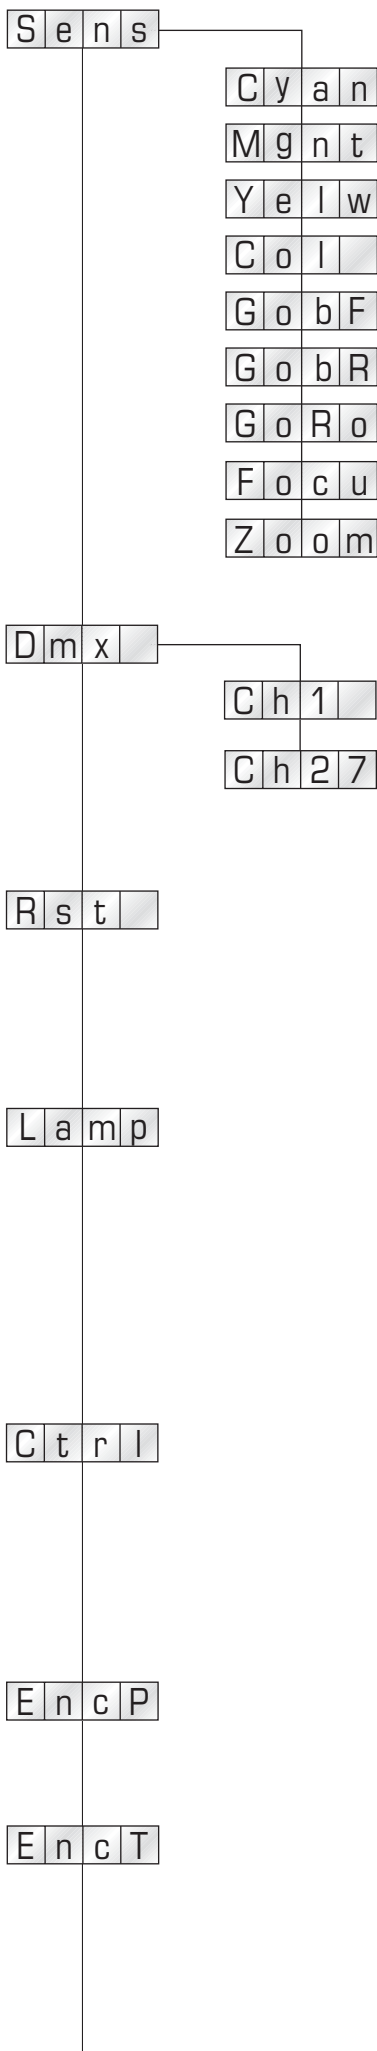 Sens
Cyan
Mgnt
Yelw
Col
GobF
GobR
GoRo
Focu
Zoom
Dmx
Ch1
Ch27
Rst
Lamp
Ctrl
EncP
EncT